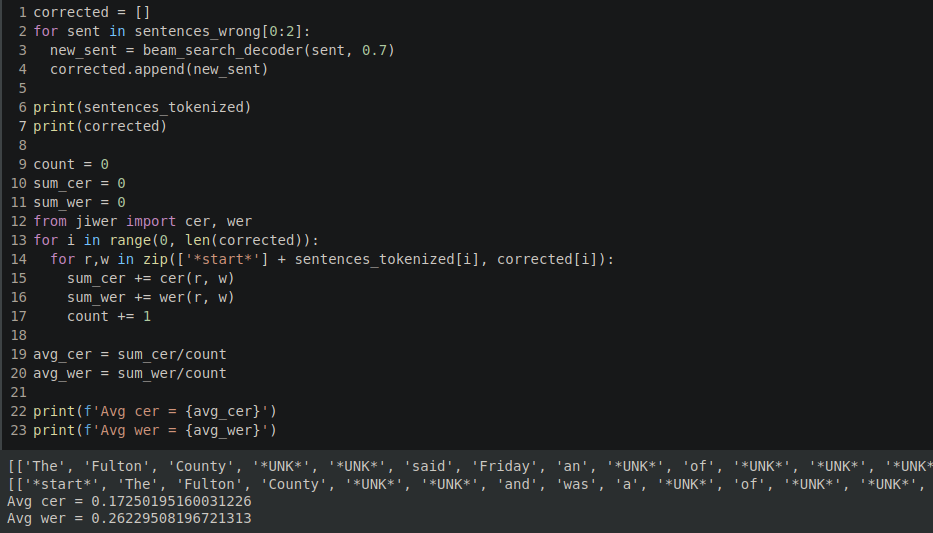 1 corrected = []
2 for sent in sentences_wrong[0:2]:
3   new_sent = beam_search_decoder(sent, 0.7)
4   corrected.append(new_sent)
5
6 print(sentences_tokenized)
7 print(corrected)
8
9 count = 0
10 sum_cer = 0
11 sum_wer = 0
12 from jiwer import cer, wer
13 for i in range(0, len(corrected)):
14   for r,w in zip(['*start*'] + sentences_tokenized[i], corrected[i]):
15     sum_cer += cer(r, w)
16     sum_wer += wer(r, w)
17     count += 1
18
19 avg_cer = sum_cer/count
20 avg_wer = sum_wer/count
21
22 print(f'Avg cer = {avg_cer}')
23 print(f'Avg wer = {avg_wer}')
[['The', 'Fulton', 'County', '*UNK*', '*UNK*', 'said', 'Friday', 'an', '*UNK*', 'of', '*UNK*', '*UNK*', '*UNK*
[['*start*', 'The', 'Fulton', 'County', '*UNK*', '*UNK*', 'and', 'was', 'a', '*UNK*', 'of', '*UNK*', '*UNK*',
Avg cer = 0.17250195160031226
Avg wer = 0.26229508196721313